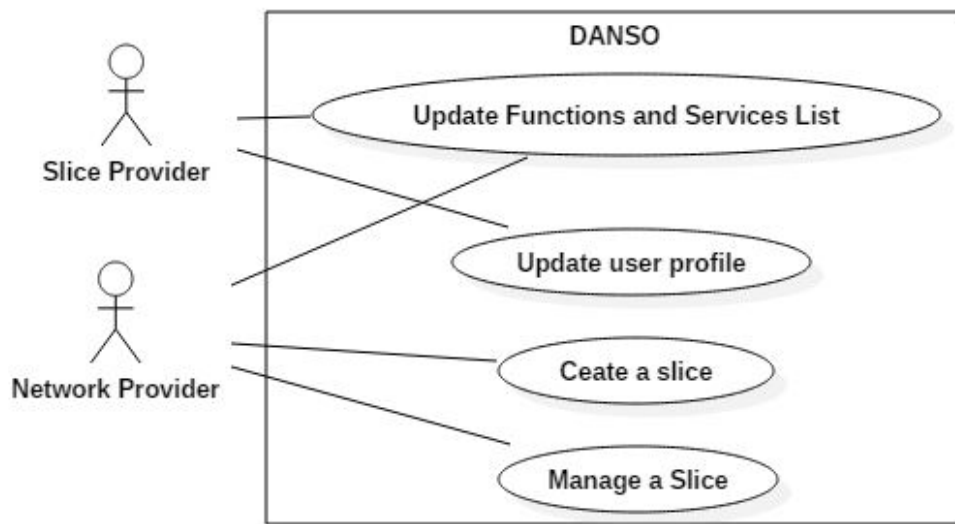 DANSO
Update Functions and Services List
Slice Provider
Update user profile
Ceate a slice
Network Provider
Manage a Slice